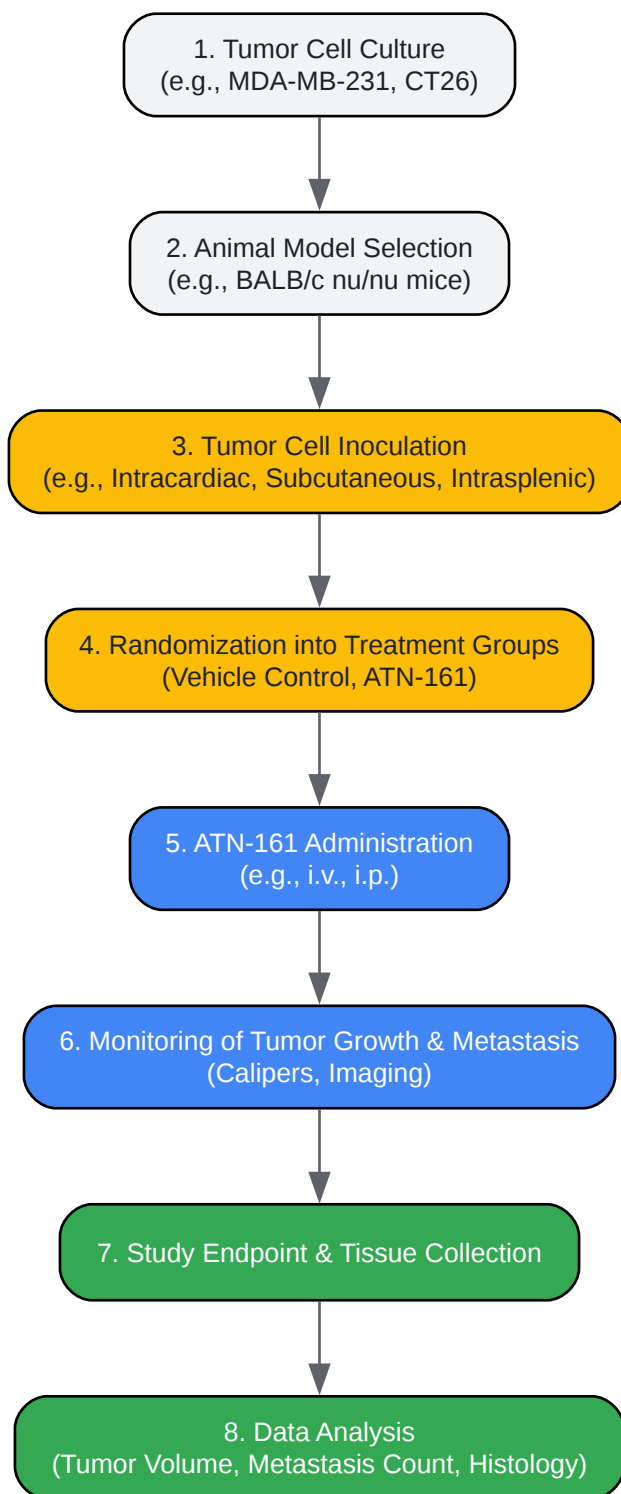 1. Tumor Cell Culture
(e.g., MDA-MB-231, CT26)
2. Animal Model Selection
(e.g., BALB/c nu/nu mice)
3. Tumor Cell Inoculation
(e.g., Intracardiac, Subcutaneous, Intrasplenic)
4. Randomization into Treatment Groups
(Vehicle Control, ATN-161)
5. ATN-161 Administration
(e.g., i.v., i.p.)
6. Monitoring of Tumor Growth & Metastasis
(Calipers, Imaging)
7. Study Endpoint & Tissue Collection
8. Data Analysis
(Tumor Volume, Metastasis Count, Histology)